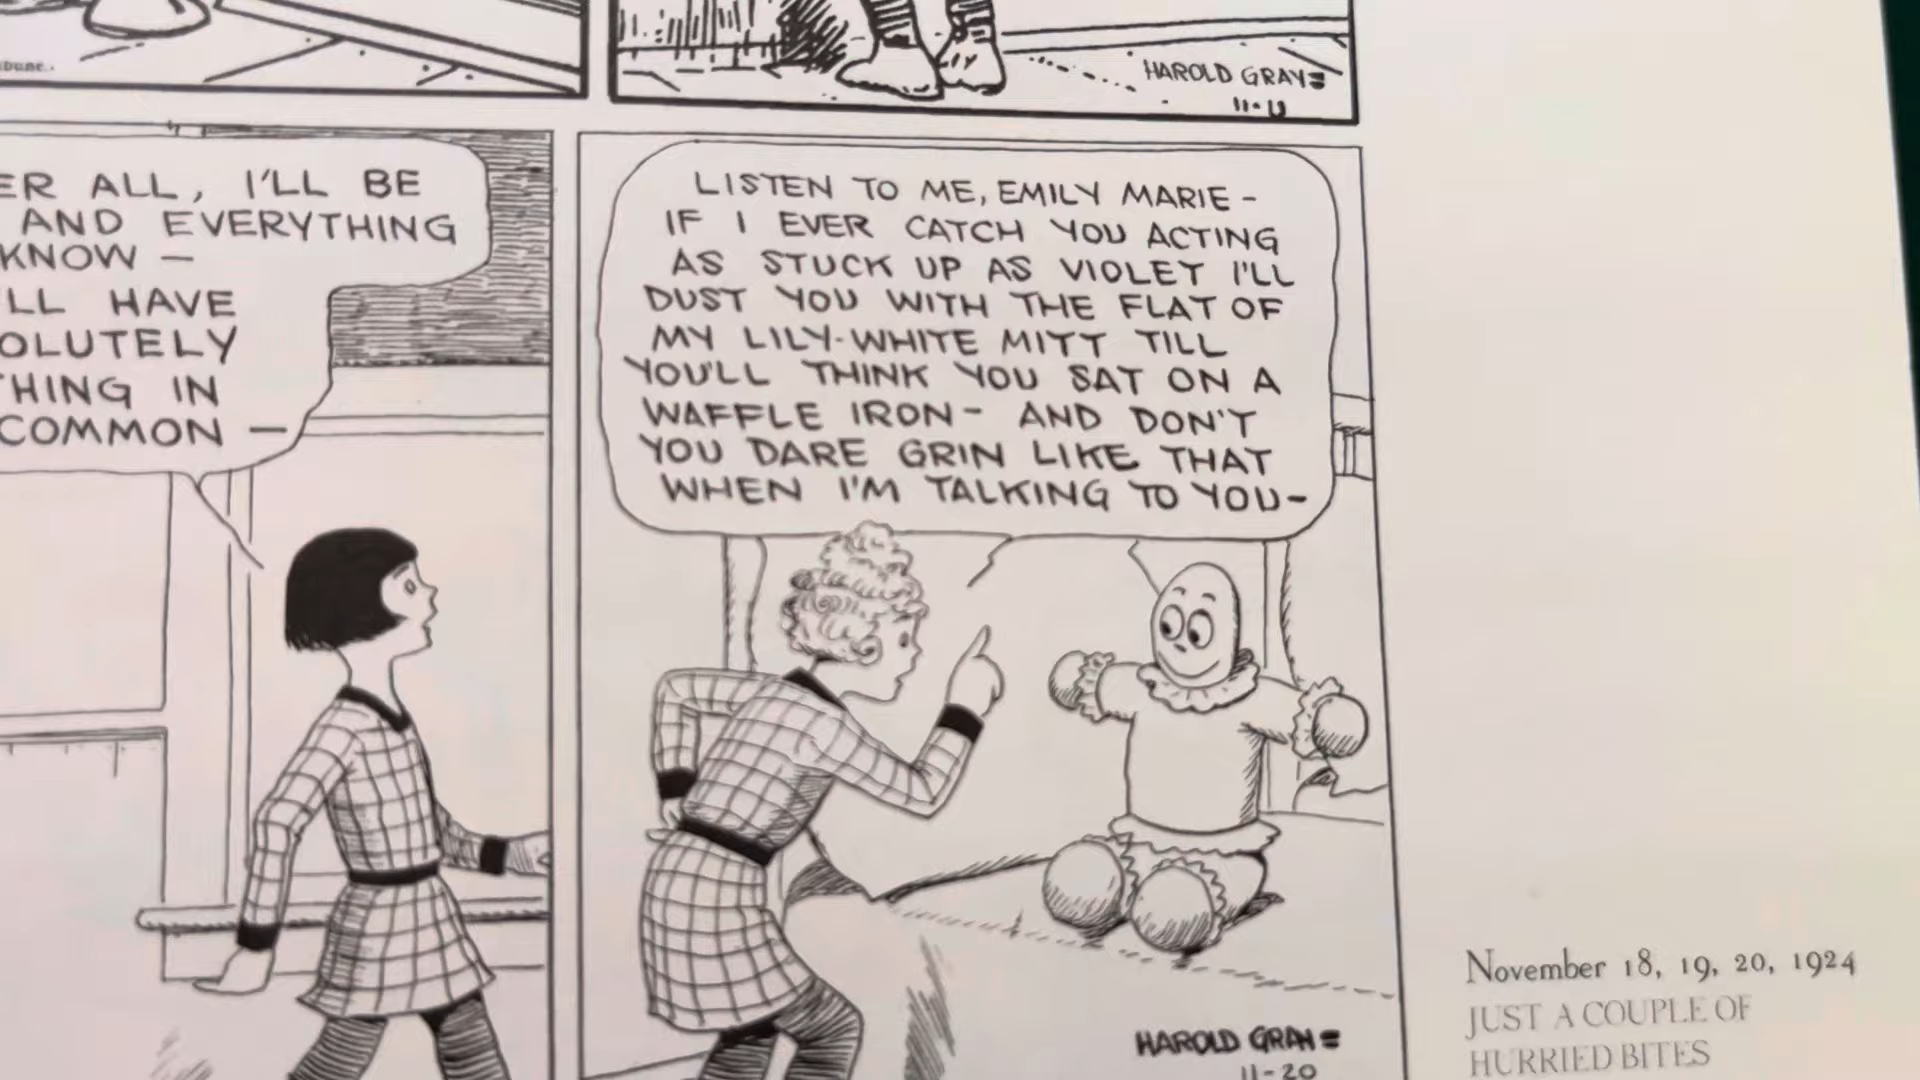 HAROLD GRAY
ER ALL, I'LL BE
AND EVERYTHING
KNOW —
'LL HAVE
OLUTELY
THING IN
COMMON —
LISTEN TO ME, EMILY MARIE -
IF I EVER CATCH YOU ACTING
AS STUCK UP AS VIOLET I'LL
DUST YOU WITH THE FLAT OF
MY LILY-WHITE MITT TILL
YOU'LL THINK YOU SAT ON A
WAFFLE IRON - AND DON'T
YOU DARE GRIN LIKE THAT
WHEN I'M TALKING TO YOU-
HAROLD GRAY
11-20
November 18, 19, 20, 1924
JUST A COUPLE OF
HURRIED BITES